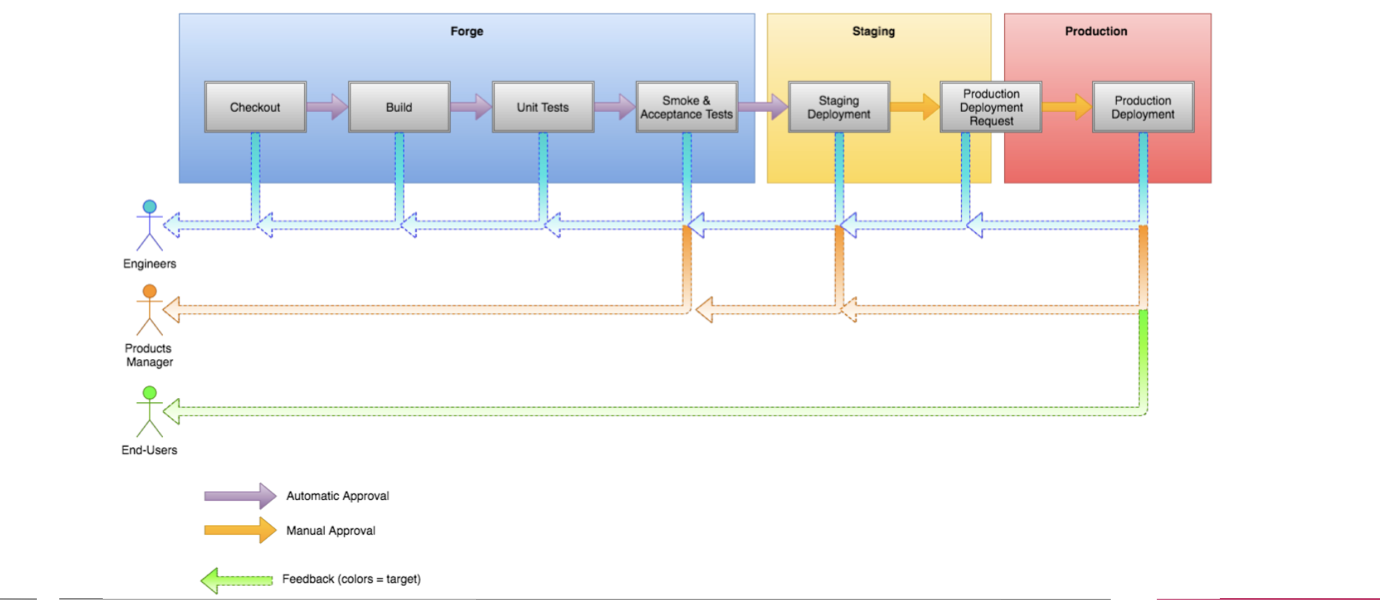 Forge
Staging
Production
Checkout
Build
Unit Tests
Smoke &
Acceptance Tests
Staging
Deployment
Production
Deployment
Request
Production
Deployment
Engineers
Products
Manager
End-Users
Automatic Approval
Manual Approval
Feedback (colors = target)